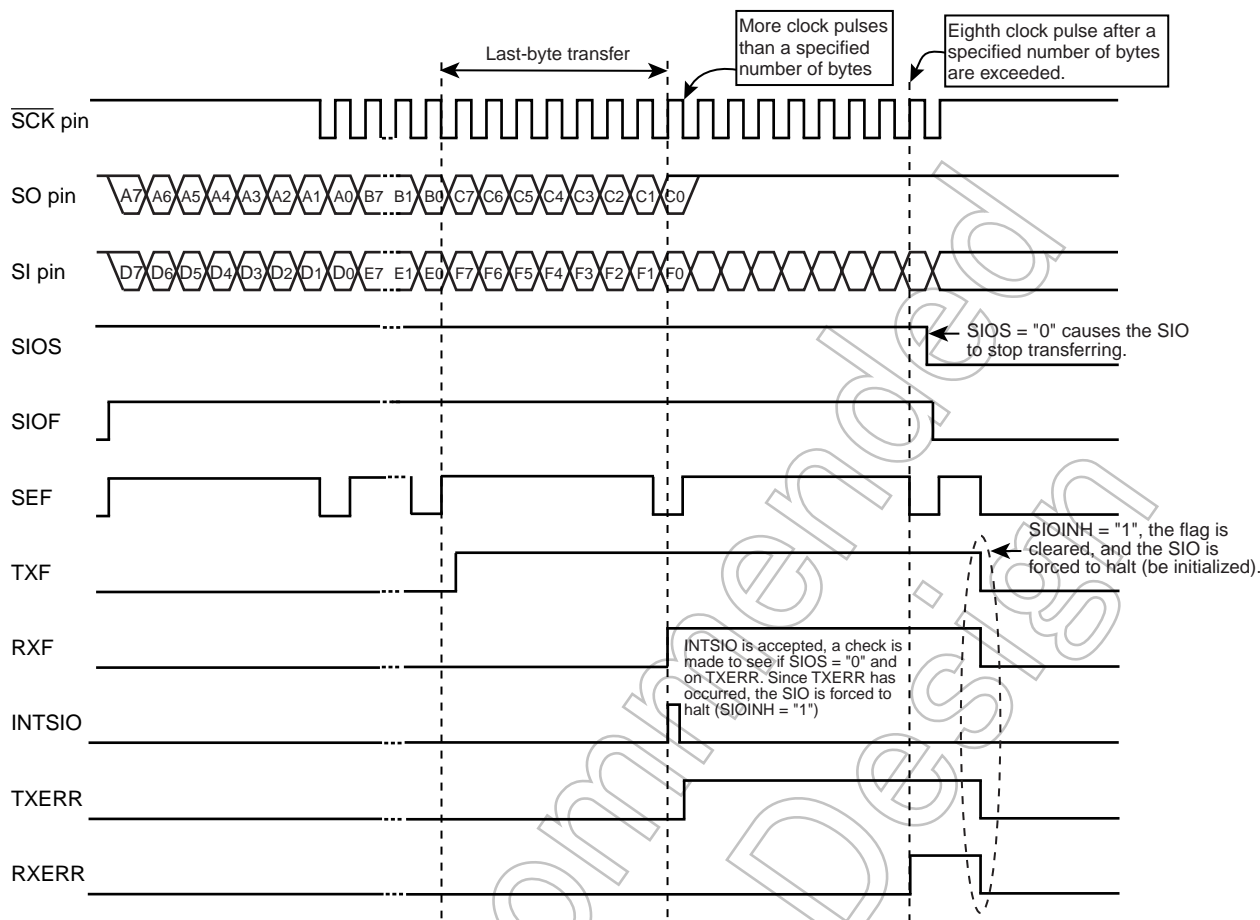 More clock pulses
than a specified
number of bytes
Eighth clock pulse after a
specified number of bytes
are exceeded.
Last-byte transfer
SCK pin
SO pin
A7 A6 A5 A4 A3 A2 A1 A0 B7 B1 B0 C7 C6 C5 C4 C3 C2 C1 C0
SI pin
D7 D6 D5 D4 D3 D2 D1 D0 E7 E1 E0 F7 F6 F5 F4 F3 F2 F1 F0
SIOS
SIOS = "0" causes the SIO
to stop transferring.
SIOF
SEF
SIOINH = "1", the flag is
cleared, and the SIO is
forced to halt (be initialized).
TXF
RXF
INTSIO is accepted, a check is
made to see if SIOS = "0" and
on TXERR. Since TXERR has
occurred, the SIO is forced to
halt (SIOINH = "1")
INTSIO
TXERR
RXERR
ommended
Design